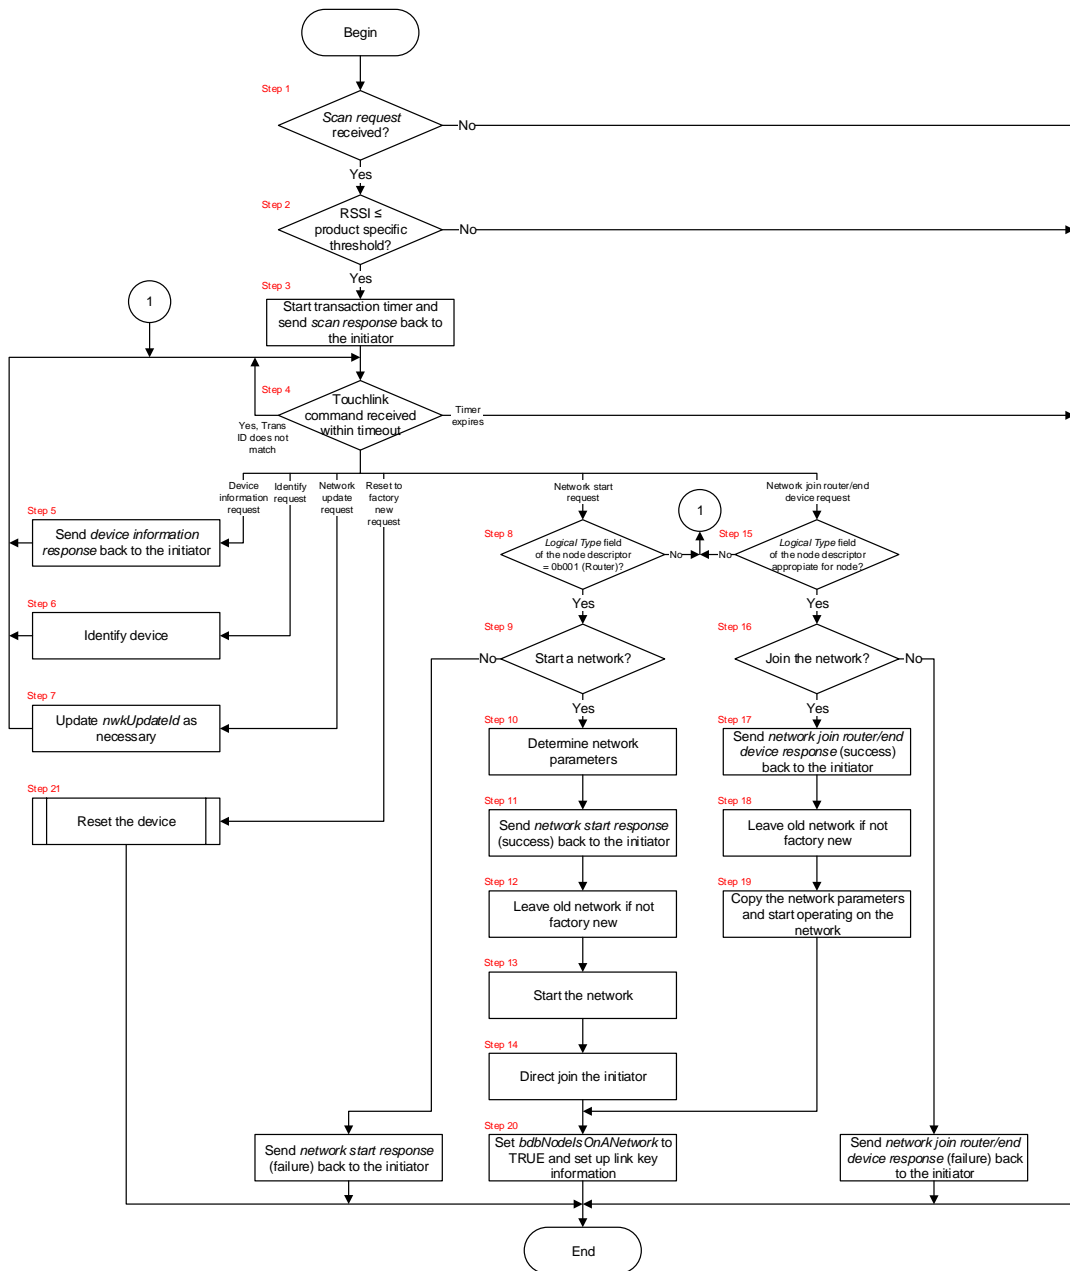 Begin
Step 1
Scan request
received?
No
Yes
Step 2
RSSI ≤
product specific
threshold?
No
Yes
Step 3
Start transaction timer and
send scan response back to
the initiator
1
Step 4
Touchlink
command received
within timeout
Timer
expires
Yes, Trans
ID does not
match
Device
information
request
Identify
request
Network
update
request
Reset to
factory
new
request
Network start
request
Network join router/end
device request
1
Step 5
Send device information
response back to the initiator
Step 8
Logical Type field
of the node descriptor
= 0b001 (Router)?
No
No
Step 15
Logical Type field
of the node descriptor
appropiate for node?
Yes
Yes
Step 6
Identify device
Step 9
Start a network?
No
Yes
Step 16
Join the network?
No
Yes
Step 7
Update nwkUpdateId as
necessary
Step 10
Determine network
parameters
Step 17
Send network join router/end
device response (success)
back to the initiator
Step 21
Reset the device
Step 11
Send network start response
(success) back to the initiator
Step 18
Leave old network if not
factory new
Step 12
Leave old network if not
factory new
Step 19
Copy the network parameters
and start operating on the
network
Step 13
Start the network
Step 14
Direct join the initiator
Step 20
Set bdbNodeIsOnANetwork to
TRUE and set up link key
information
Send network start response
(failure) back to the initiator
Send network join router/end
device response (failure) back
to the initiator
End